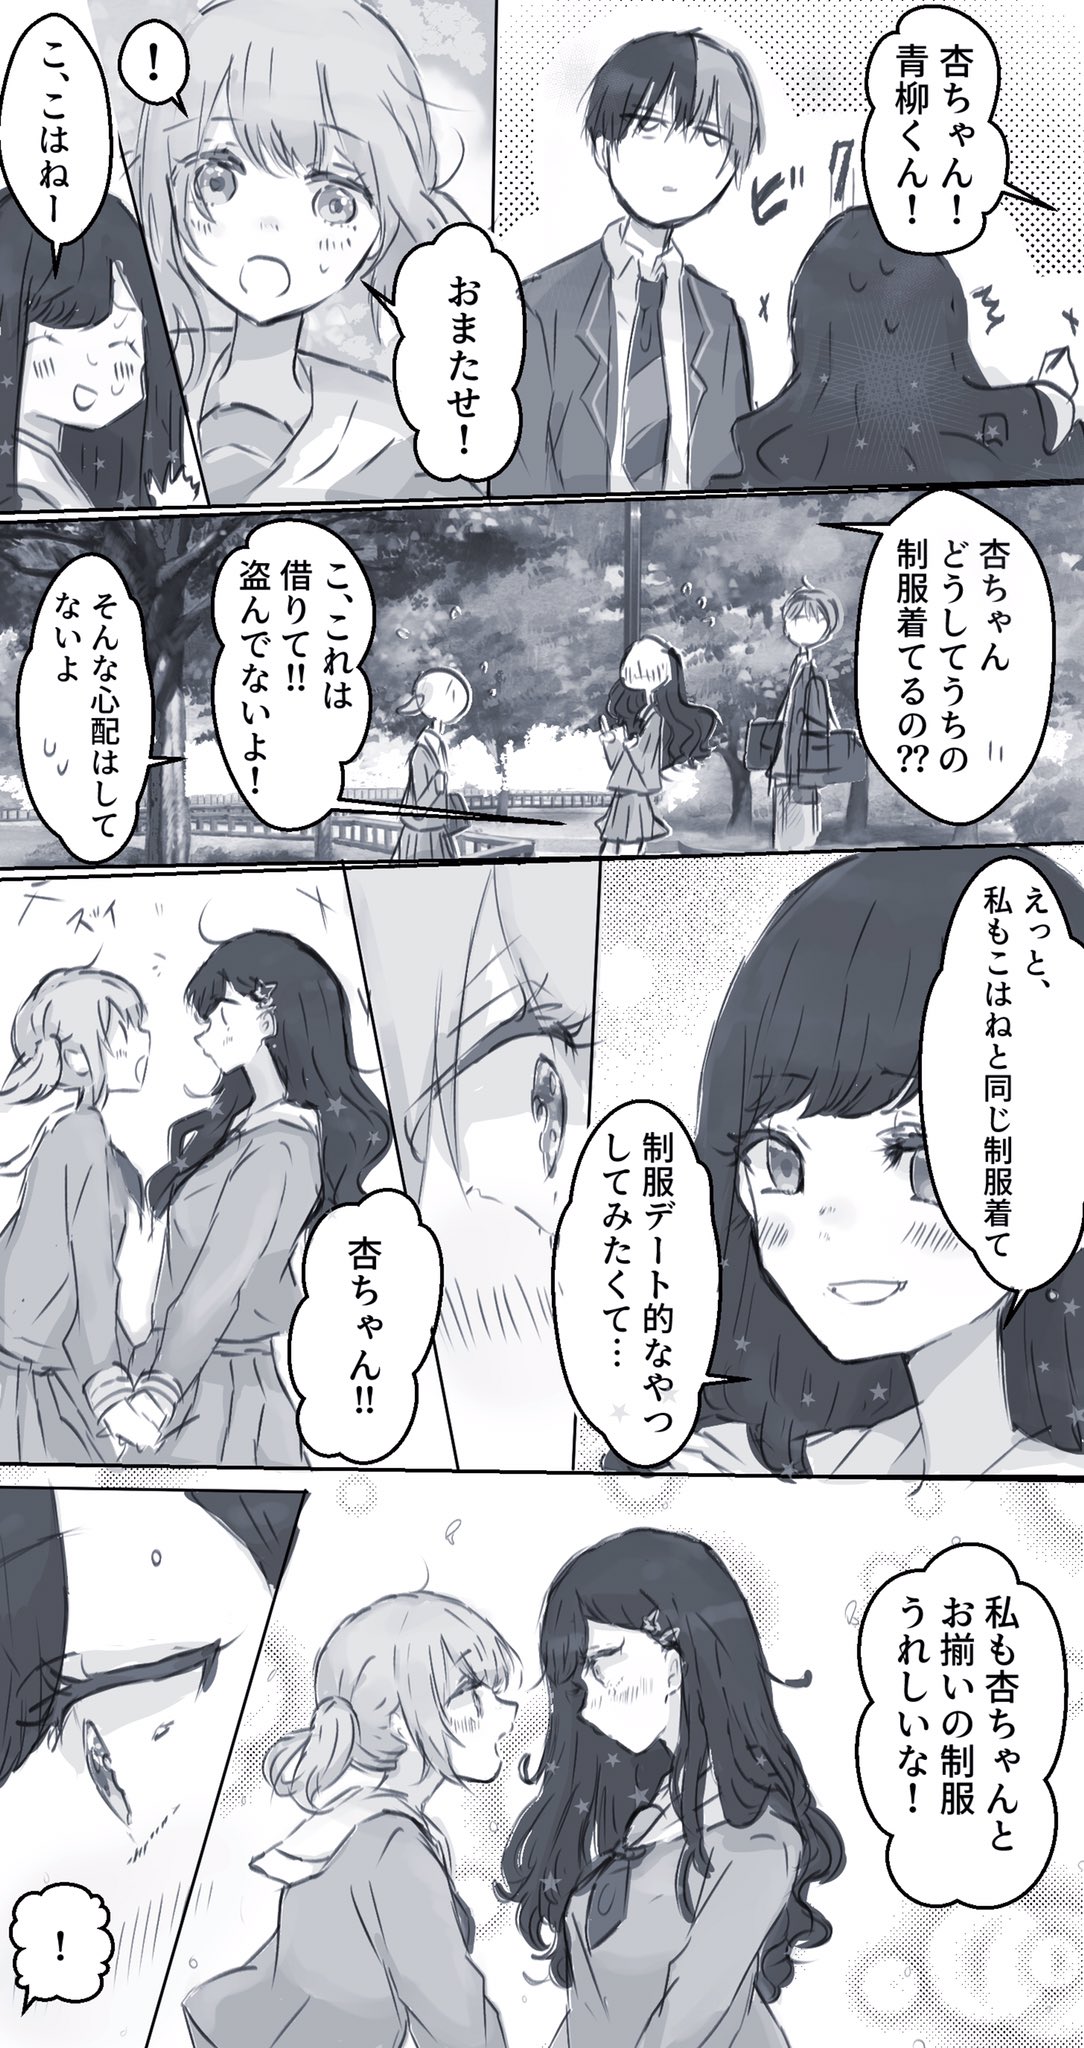 杏ちゃん！
青柳くん！
ビクッ
おまたせ！
！
こ、こはねー
杏ちゃん
どうしてうちの
制服着てるの??
こ、これは
借りて!!
盗んでないよ！
そんな心配はして
ないよ
えっと、
私もこはねと同じ制服着て
制服デート的なやつ
してみたくて…
ズイ
杏ちゃん!!
私も杏ちゃんと
お揃いの制服
うれしいな！
！